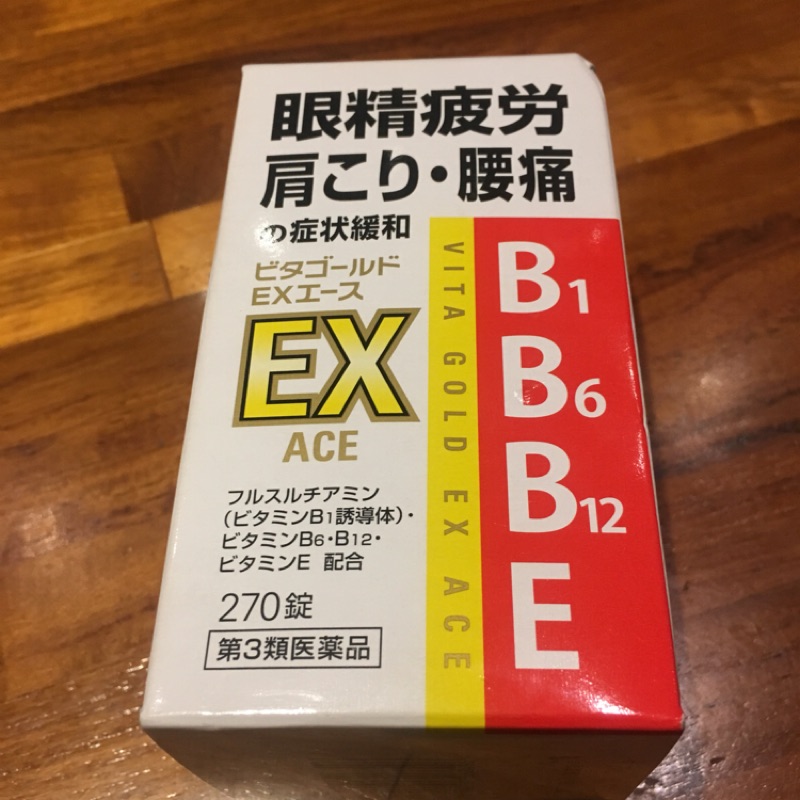 眼精疲労
肩こり・腰痛
の症状緩和
ビタゴールド
EXエース
EX
ACE
フルスルチアミン
(ビタミンB1誘導体)・
ビタミンB6・B12・
ビタミンE 配合
270錠
第3類医薬品
VITA GOLD EX ACE
B1
B6
B12
E